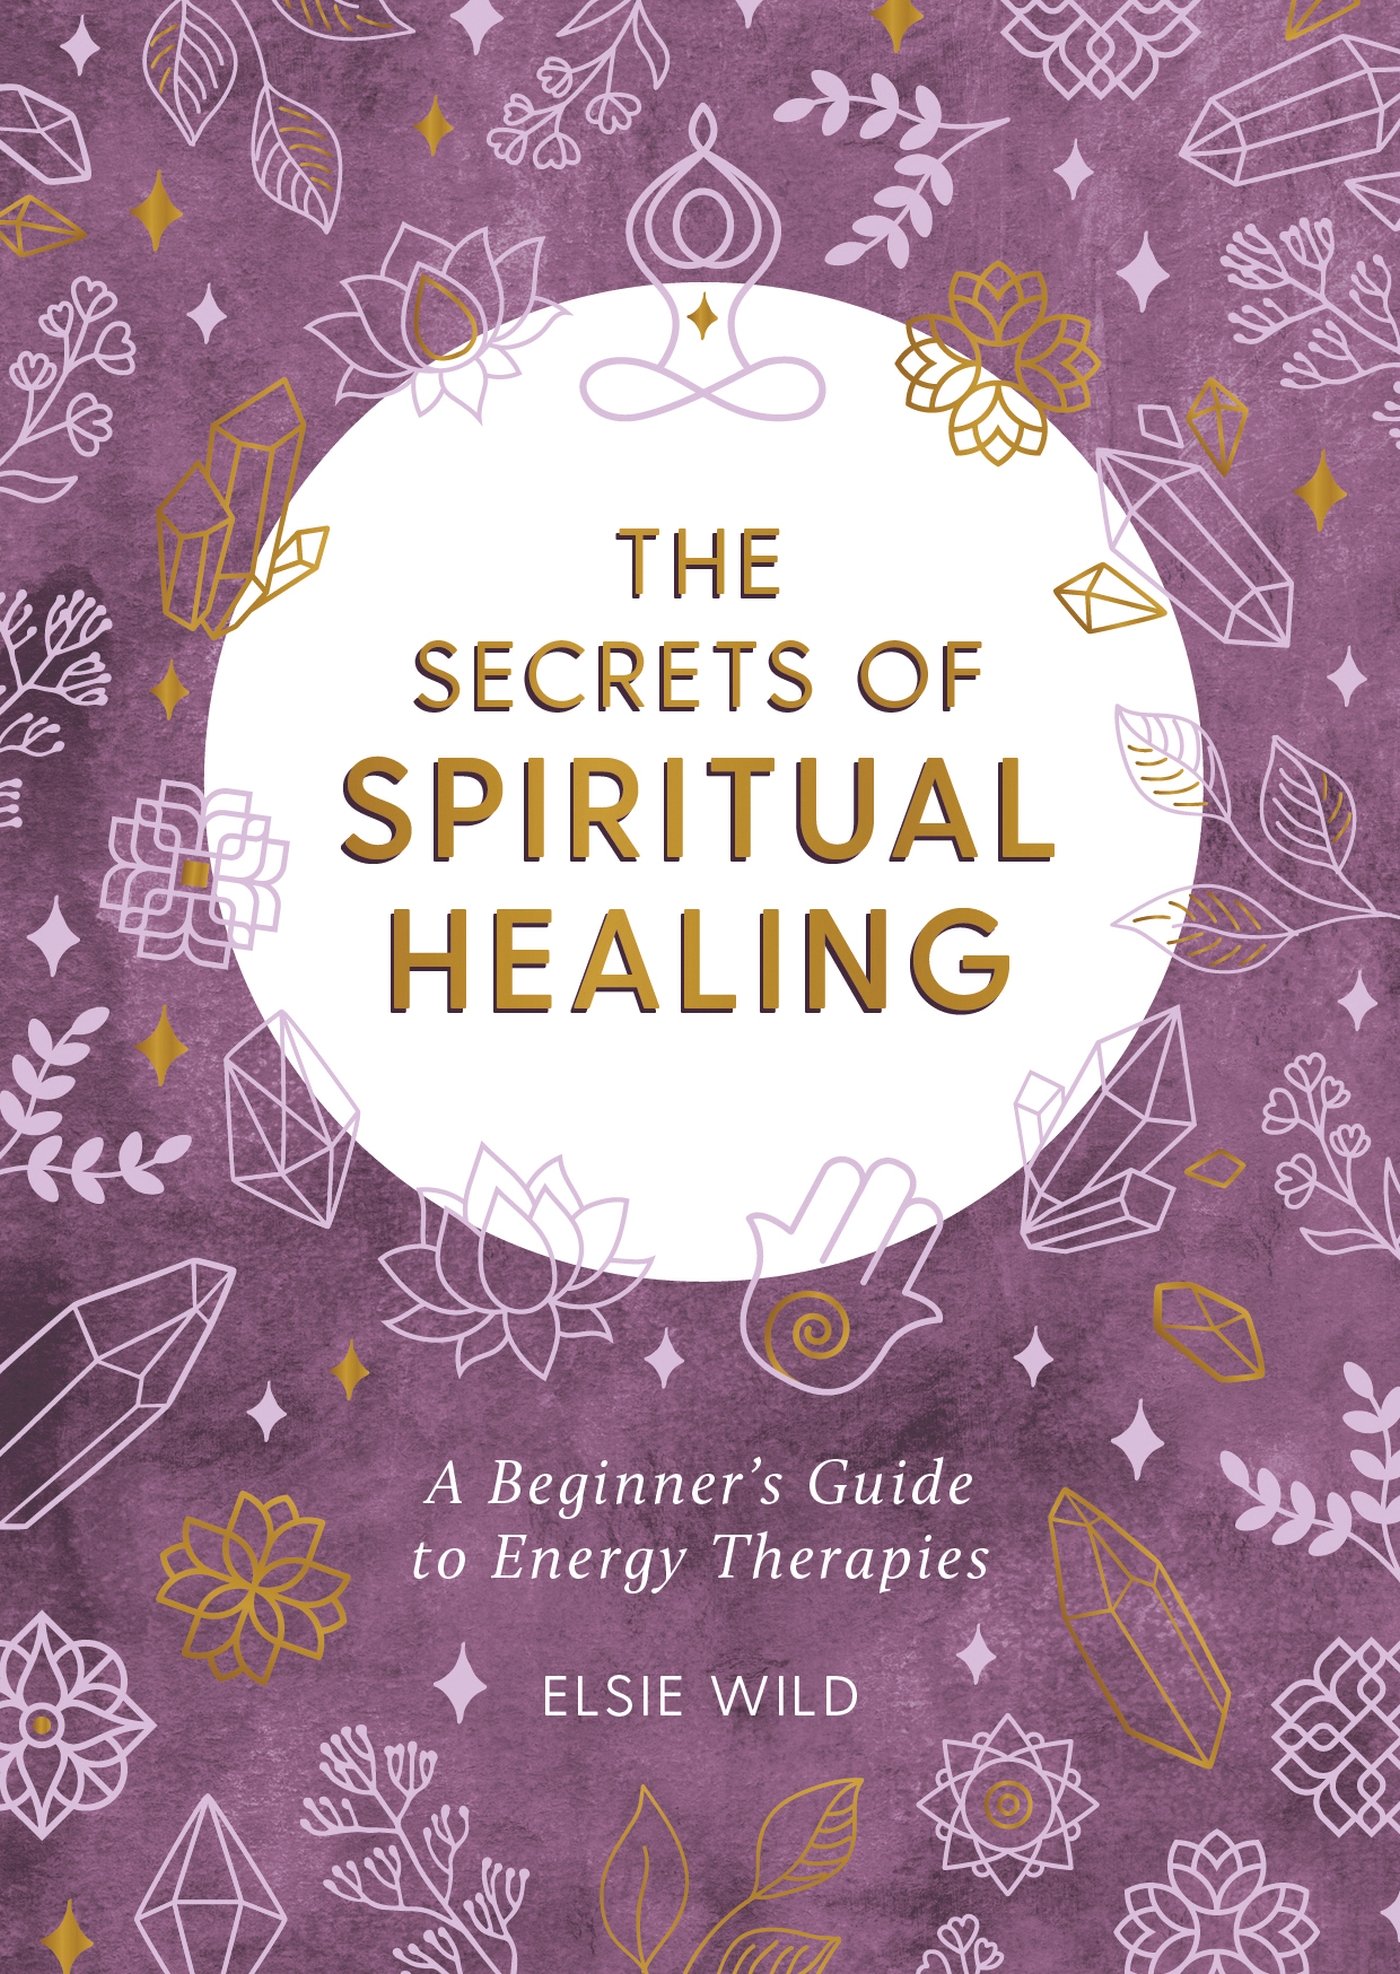 THE
SECRETS OF
SPIRITUAL
HEALING
A Beginner’s Guide
to Energy Therapies
ELSIE WILD